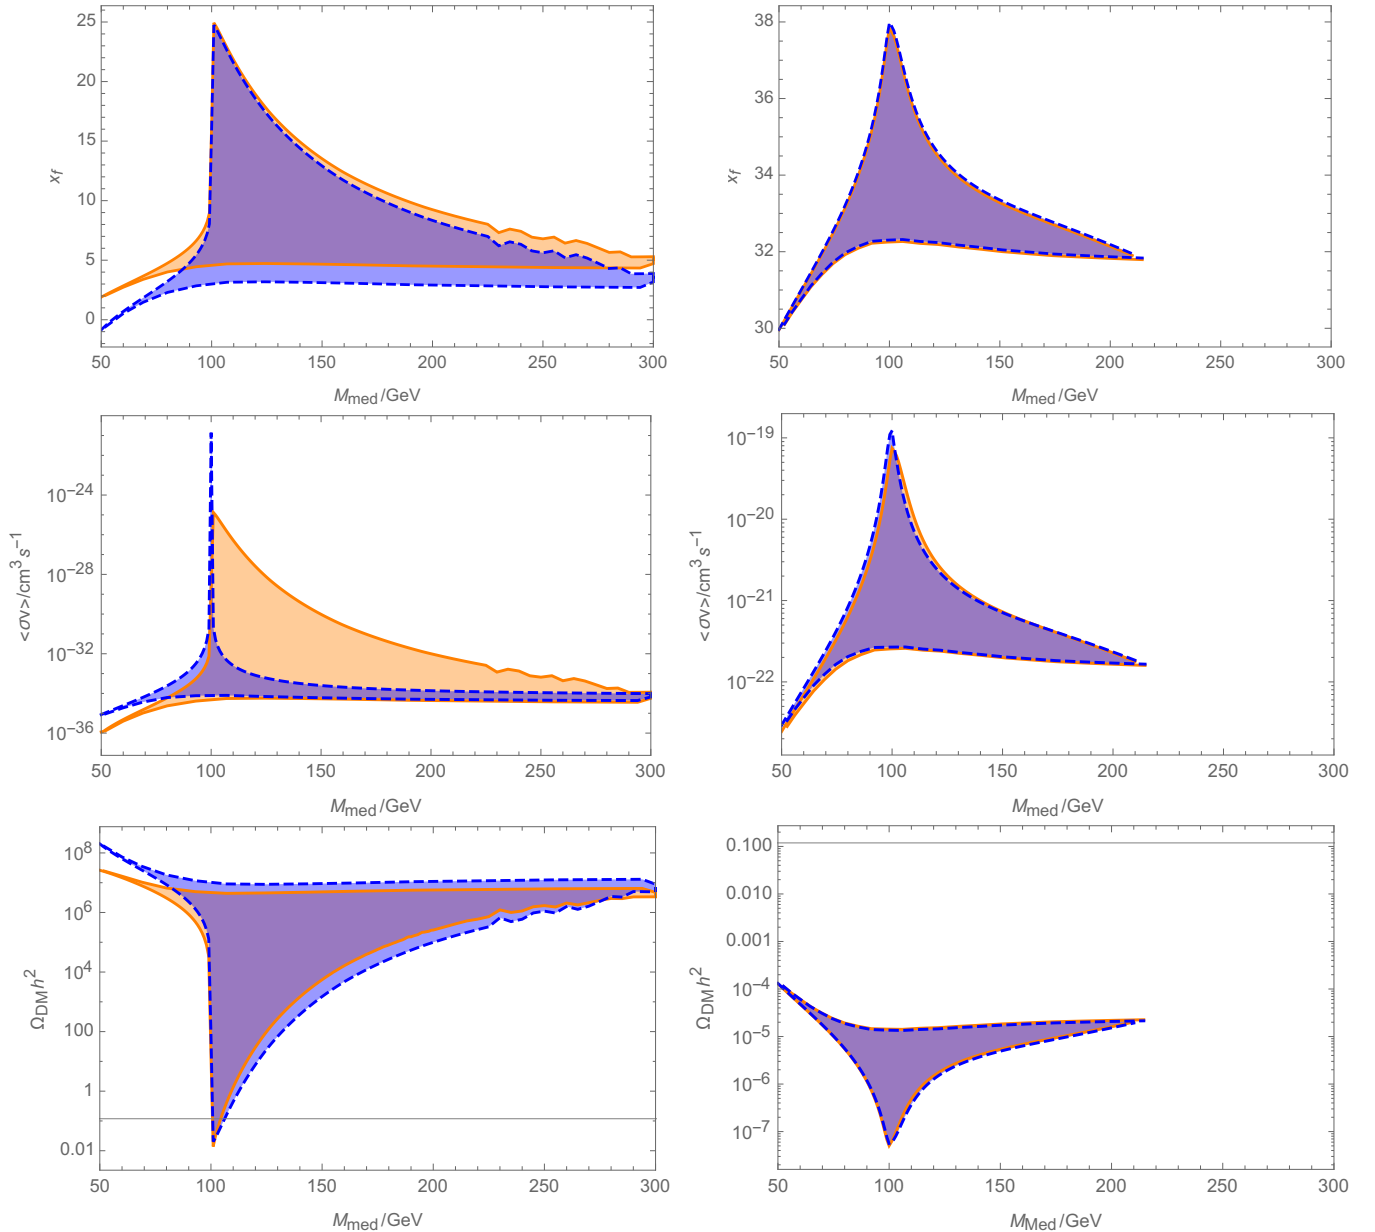 25
20
15
10
5
0
x_f
50 100 150 200 250 300
M_med/GeV
38
36
34
32
30
x_f
50 100 150 200 250 300
M_med/GeV
10^−24
10^−28
10^−32
10^−36
<σv>/cm^3 s^−1
50 100 150 200 250 300
M_med/GeV
10^−19
10^−20
10^−21
10^−22
<σv>/cm^3 s^−1
50 100 150 200 250 300
M_med/GeV
10^8
10^6
10^4
100
1
0.01
Ω_DM h^2
50 100 150 200 250 300
M_med/GeV
0.100
0.010
0.001
10^−4
10^−5
10^−6
10^−7
Ω_DM h^2
50 100 150 200 250 300
M_Med/GeV